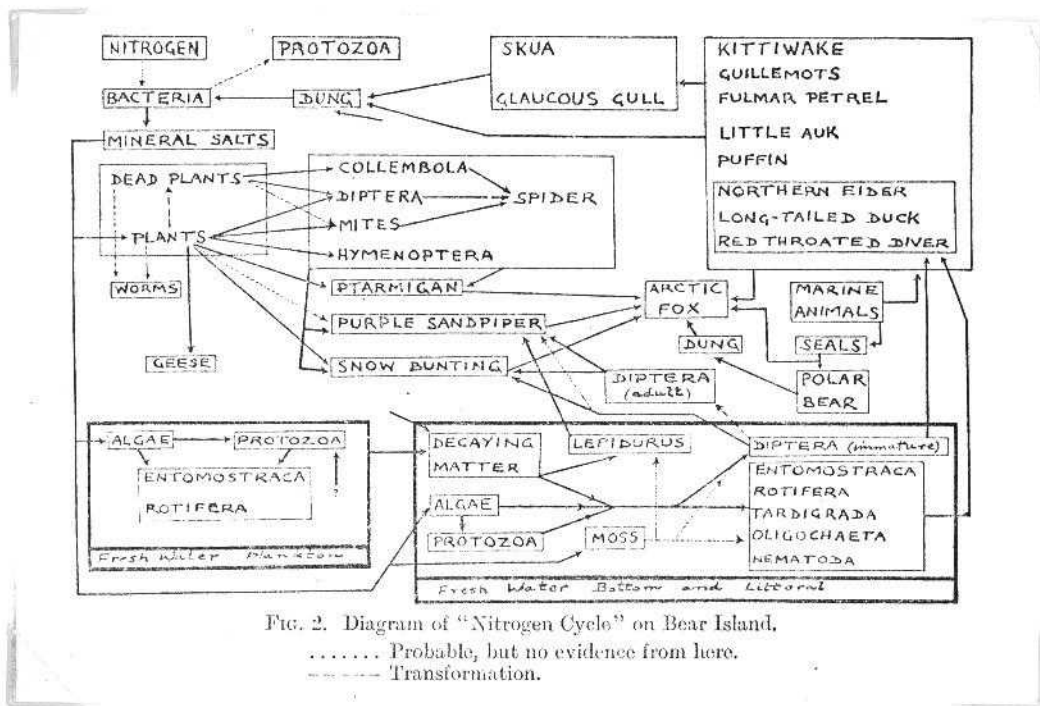 NITROGEN
PROTOZOA
BACTERIA
DUNG
MINERAL SALTS
SKUA
GLAUCOUS GULL
KITTIWAKE
GUILLEMOTS
FULMAR PETREL
LITTLE AUK
PUFFIN
NORTHERN EIDER
LONG-TAILED DUCK
RED THROATED DIVER
DEAD PLANTS
PLANTS
WORMS
GEESE
COLLEMBOLA
DIPTERA
MITES
HYMENOPTERA
SPIDER
PTARMIGAN
PURPLE SANDPIPER
SNOW BUNTING
ARCTIC
FOX
MARINE
ANIMALS
DUNG
SEALS
POLAR
BEAR
DIPTERA
(adult)
ALGAE
PROTOZOA
ENTOMOSTRACA
ROTIFERA
Fresh Water Plankton
DECAYING
MATTER
LEPIDURUS
DIPTERA (immature)
ALGAE
PROTOZOA
MOSS
ENTOMOSTRACA
ROTIFERA
TARDIGRADA
OLIGOCHAETA
NEMATODA
Fresh Water Bottom and Littoral
FIG. 2. Diagram of "Nitrogen Cycle" on Bear Island.
....... Probable, but no evidence from here.
------- Transformation.